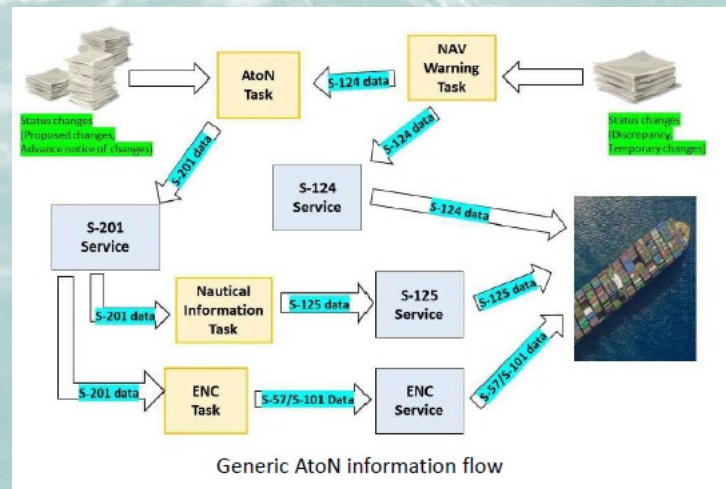 AtoN
Task
S-124 data
NAV
Warning
Task
Status changes
(Proposed changes,
Advance notice of changes)
Status changes
(Discrepancy,
Temporary changes)
S-201 data
S-124 data
S-124
Service
S-124 data
S-201
Service
S-201 data
Nautical
Information
Task
S-125 data
S-125
Service
S-125 data
S-201 data
ENC
Task
S-57/S-101 Data
ENC
Service
S-57/S-101 data
Generic AtoN information flow